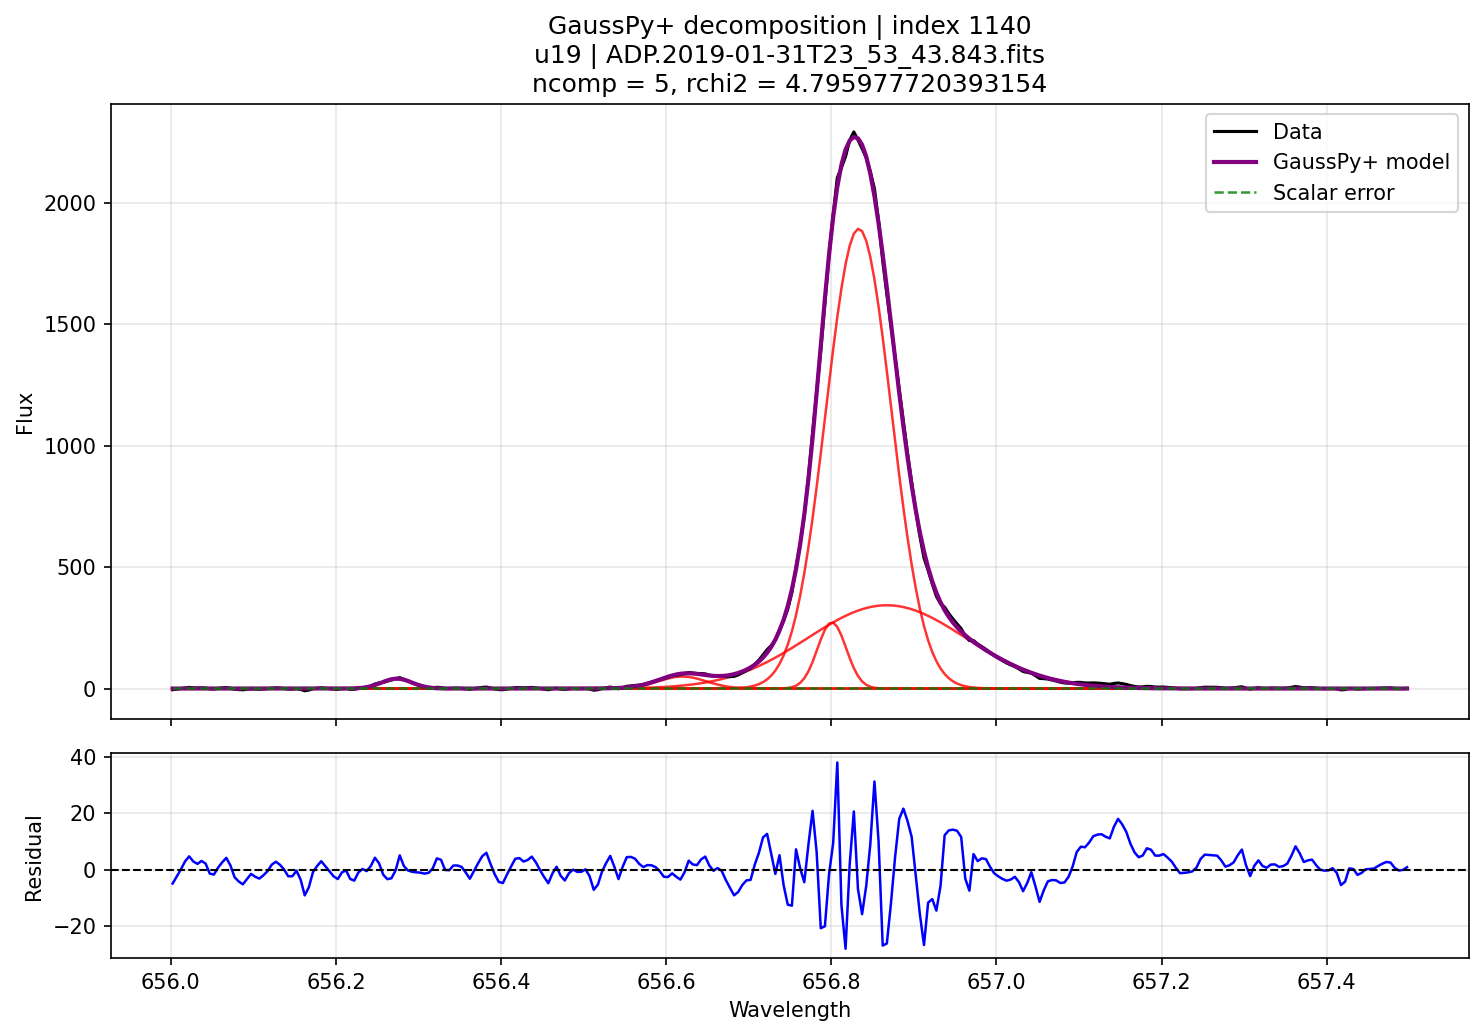 GaussPy+ decomposition | index 1140
u19 | ADP.2019-01-31T23_53_43.843.fits
ncomp = 5, rchi2 = 4.795977720393154
Data
GaussPy+ model
Scalar error
Flux
2000
1500
1000
500
0
Residual
40
20
0
−20
656.0 656.2 656.4 656.6 656.8 657.0 657.2 657.4
Wavelength